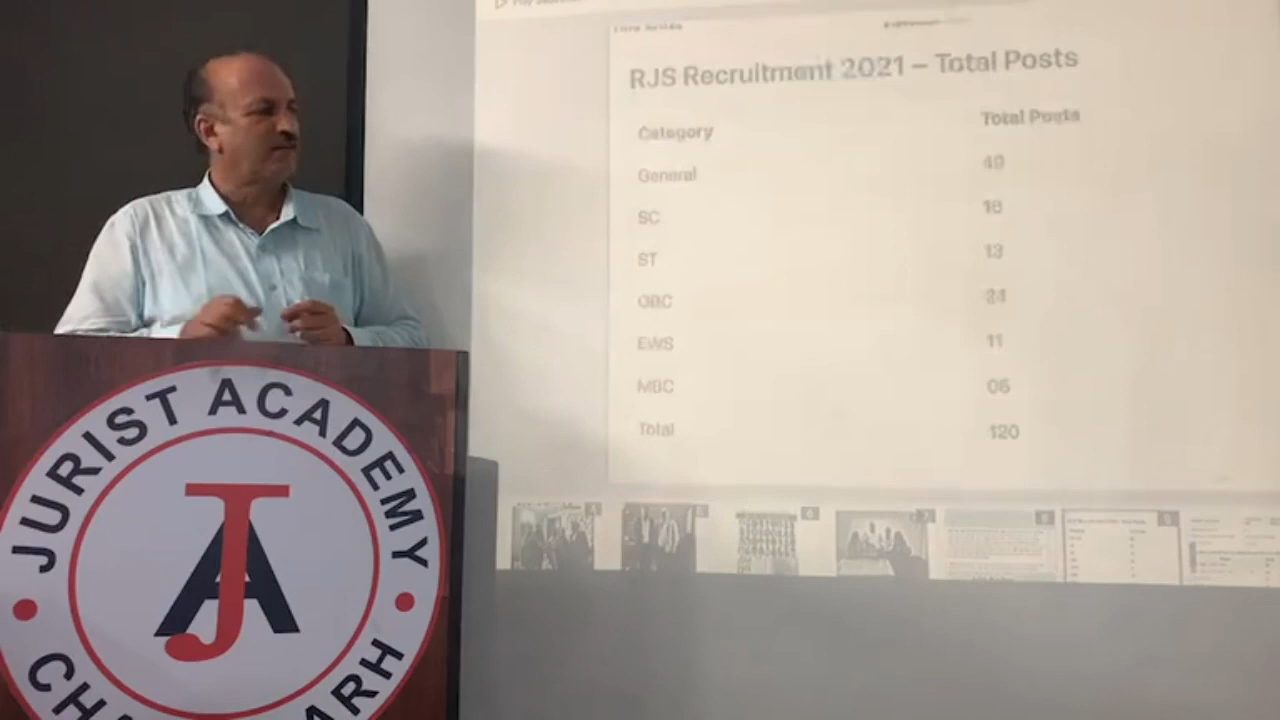 RJS Recruitment 2021 – Total Posts
Category Total Posts
General 49
SC 16
ST 13
OBC
EWS 11
MBC 06
Total 120
JURIST ACADEMY
JA